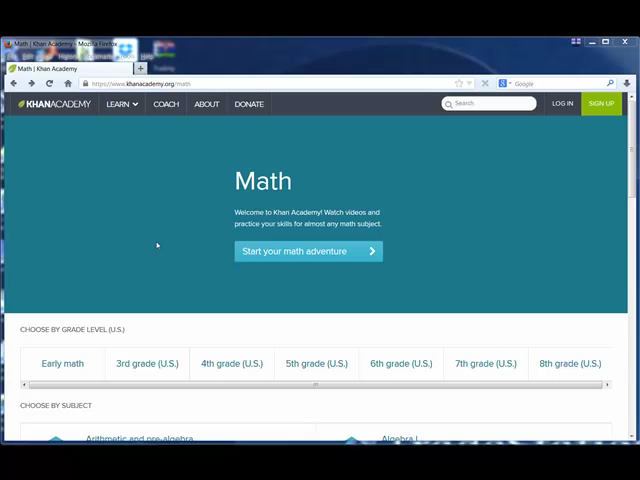 Math | Khan Academy - Mozilla Firefox
Math | Khan Academy
https://www.khanacademy.org/math
Google
KHANACADEMY
LEARN
COACH
ABOUT
DONATE
Search
LOG IN
SIGN UP
Math
Welcome to Khan Academy! Watch videos and
practice your skills for almost any math subject.
Start your math adventure
CHOOSE BY GRADE LEVEL (U.S.)
Early math
3rd grade (U.S.)
4th grade (U.S.)
5th grade (U.S.)
6th grade (U.S.)
7th grade (U.S.)
8th grade (U.S.)
CHOOSE BY SUBJECT
Arithmetic and pre-algebra
Algebra I